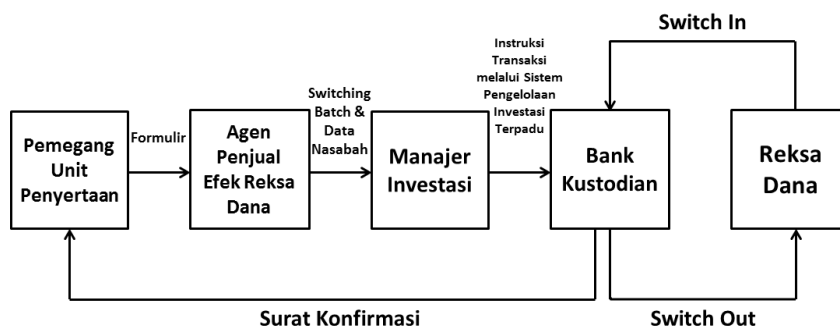 Switch In
Instruksi
Transaksi
melalui Sistem
Pengelolaan
Investasi
Terpadu
Switching
Batch &
Data
Nasabah
Formulir
Pemegang
Unit
Penyertaan
Agen
Penjual
Efek Reksa
Dana
Manajer
Investasi
Bank
Kustodian
Reksa
Dana
Surat Konfirmasi
Switch Out